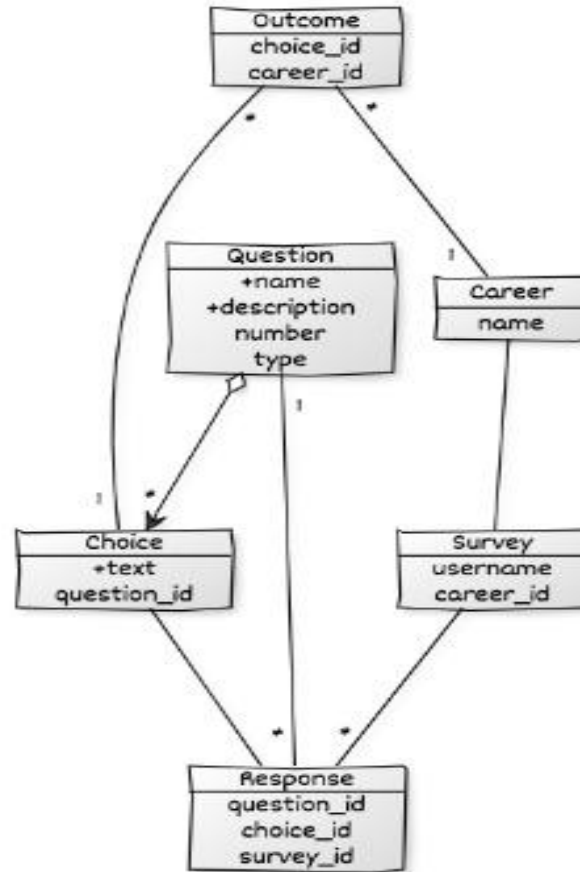 Outcome
choice_id
career_id
*
*
Question
+name
+description
number
type
1
Career
name
1
1
*
Choice
+text
question_id
Survey
username
career_id
*
*
Response
question_id
choice_id
survey_id